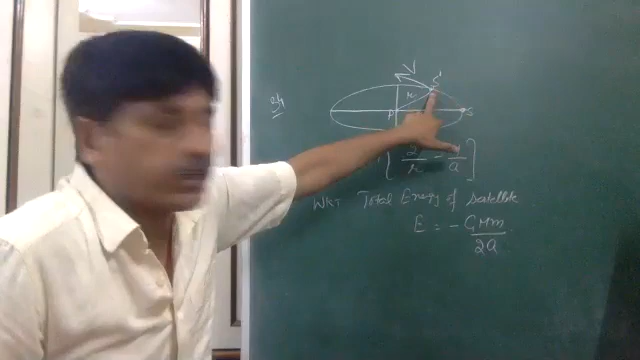 V
S'
r
P
S
[ 2/r - 1/a ]
WKT Total Energy of Satellite
E = - GMm / 2a